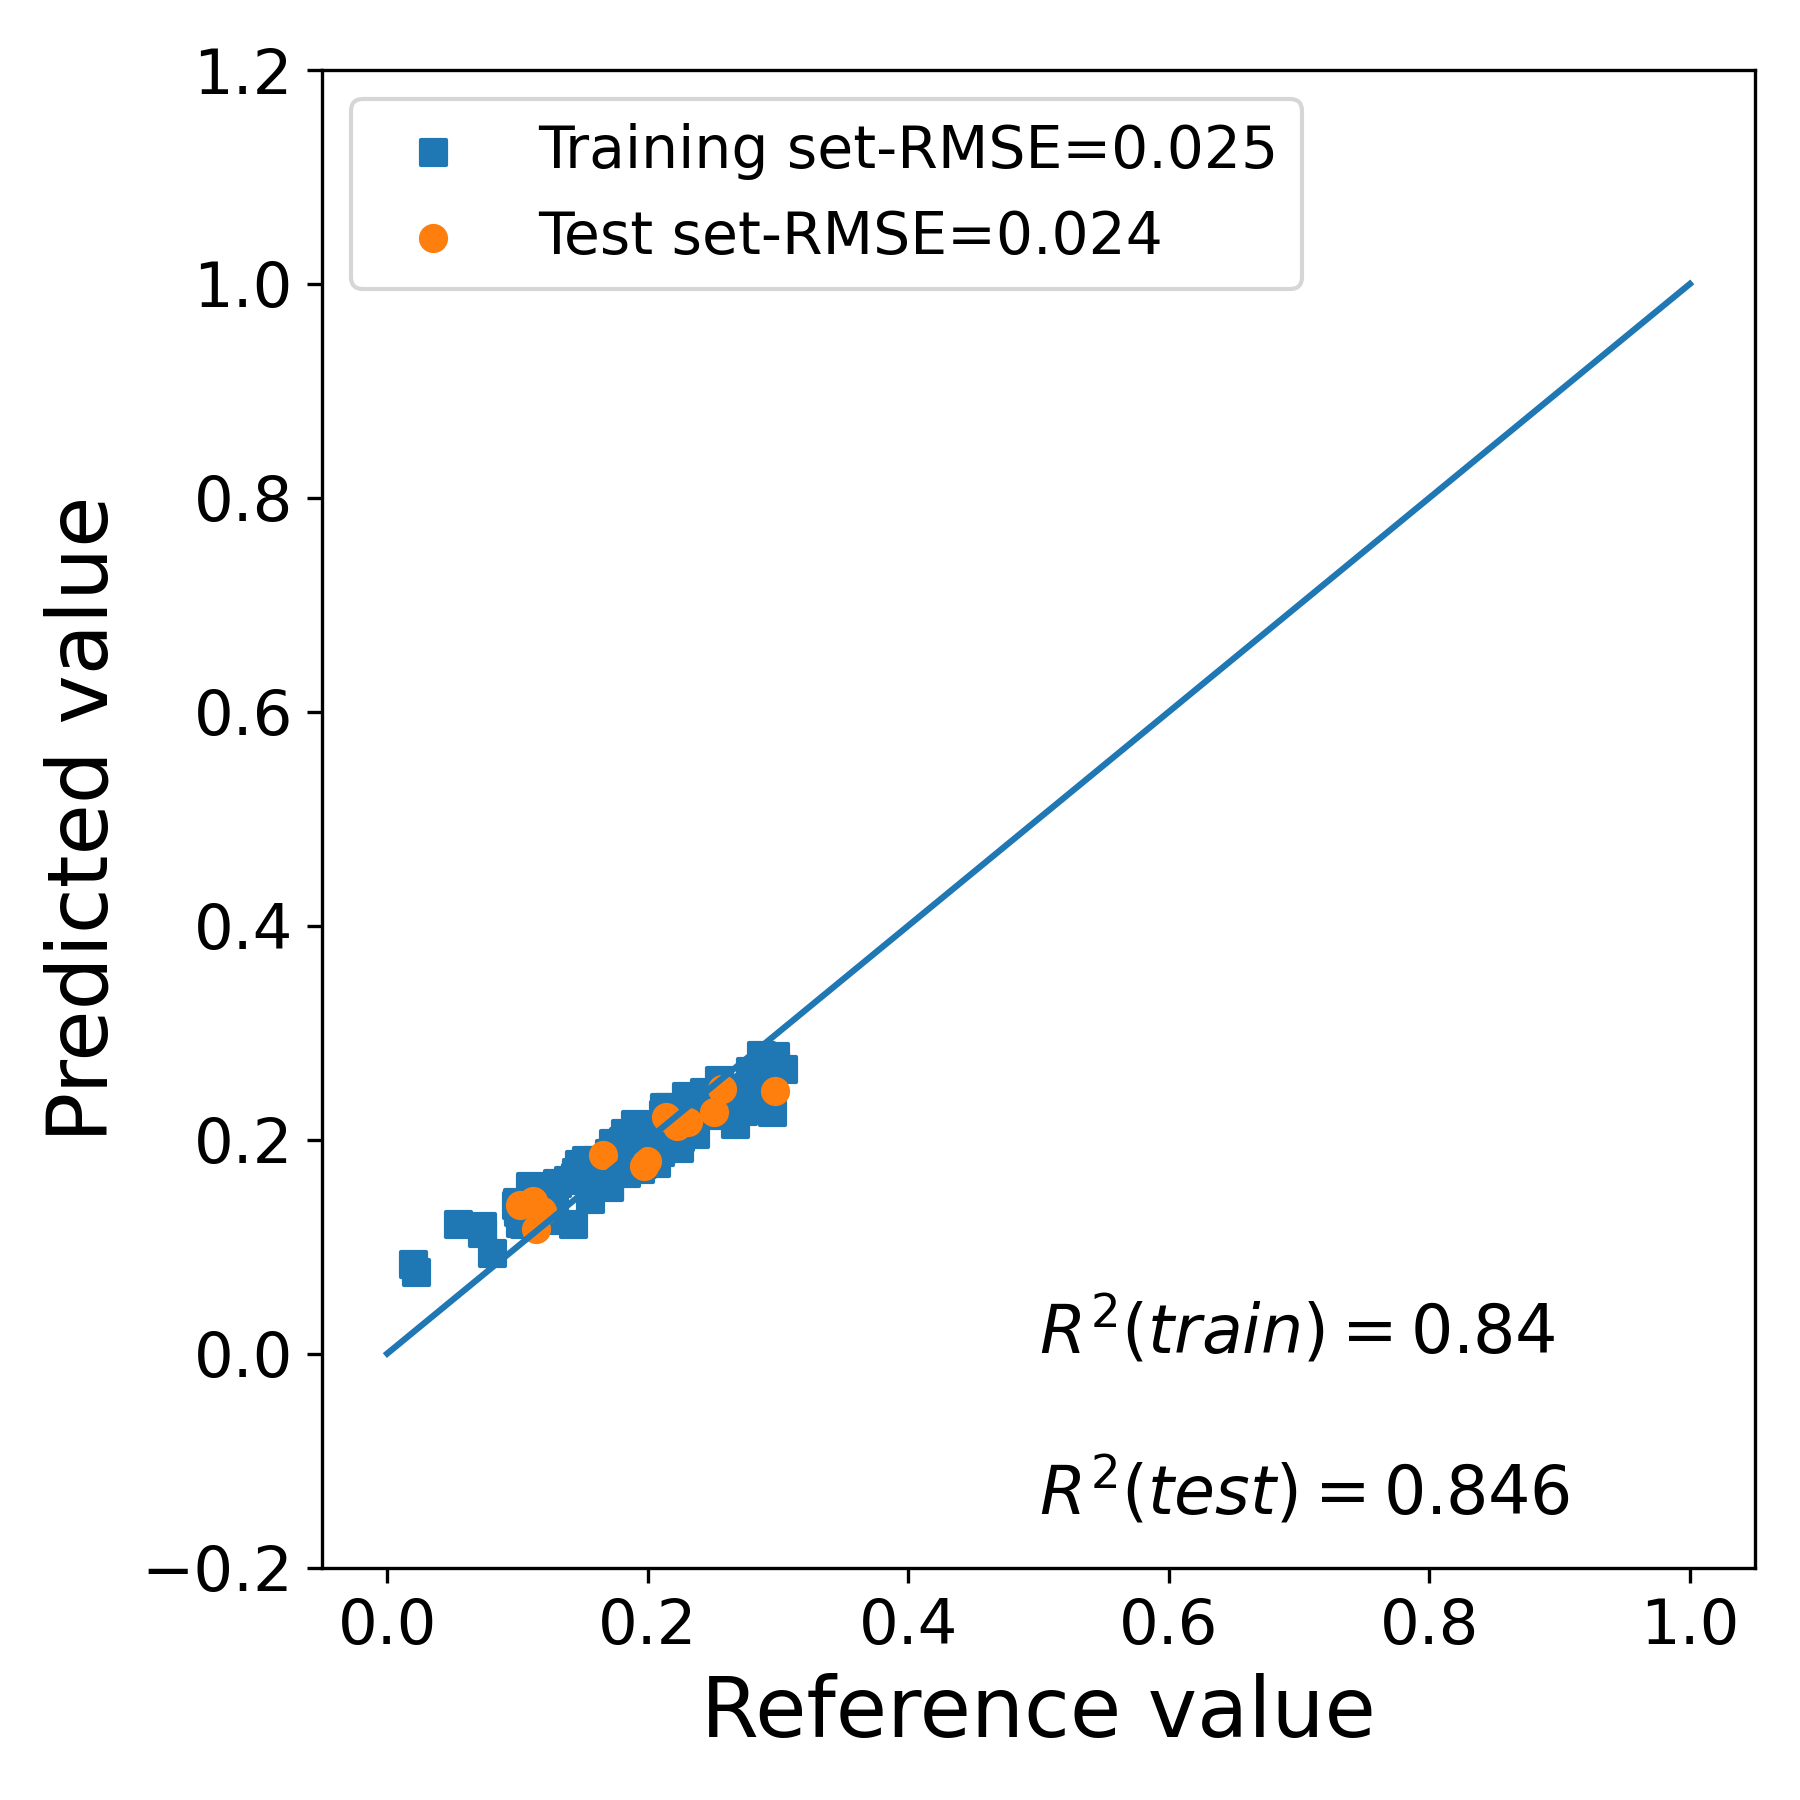 1.2
Training set-RMSE=0.025
Test set-RMSE=0.024
1.0
0.8
0.6
0.4
0.2
0.0
−0.2
Predicted value
R²(train) = 0.84
R²(test) = 0.846
0.0 0.2 0.4 0.6 0.8 1.0
Reference value